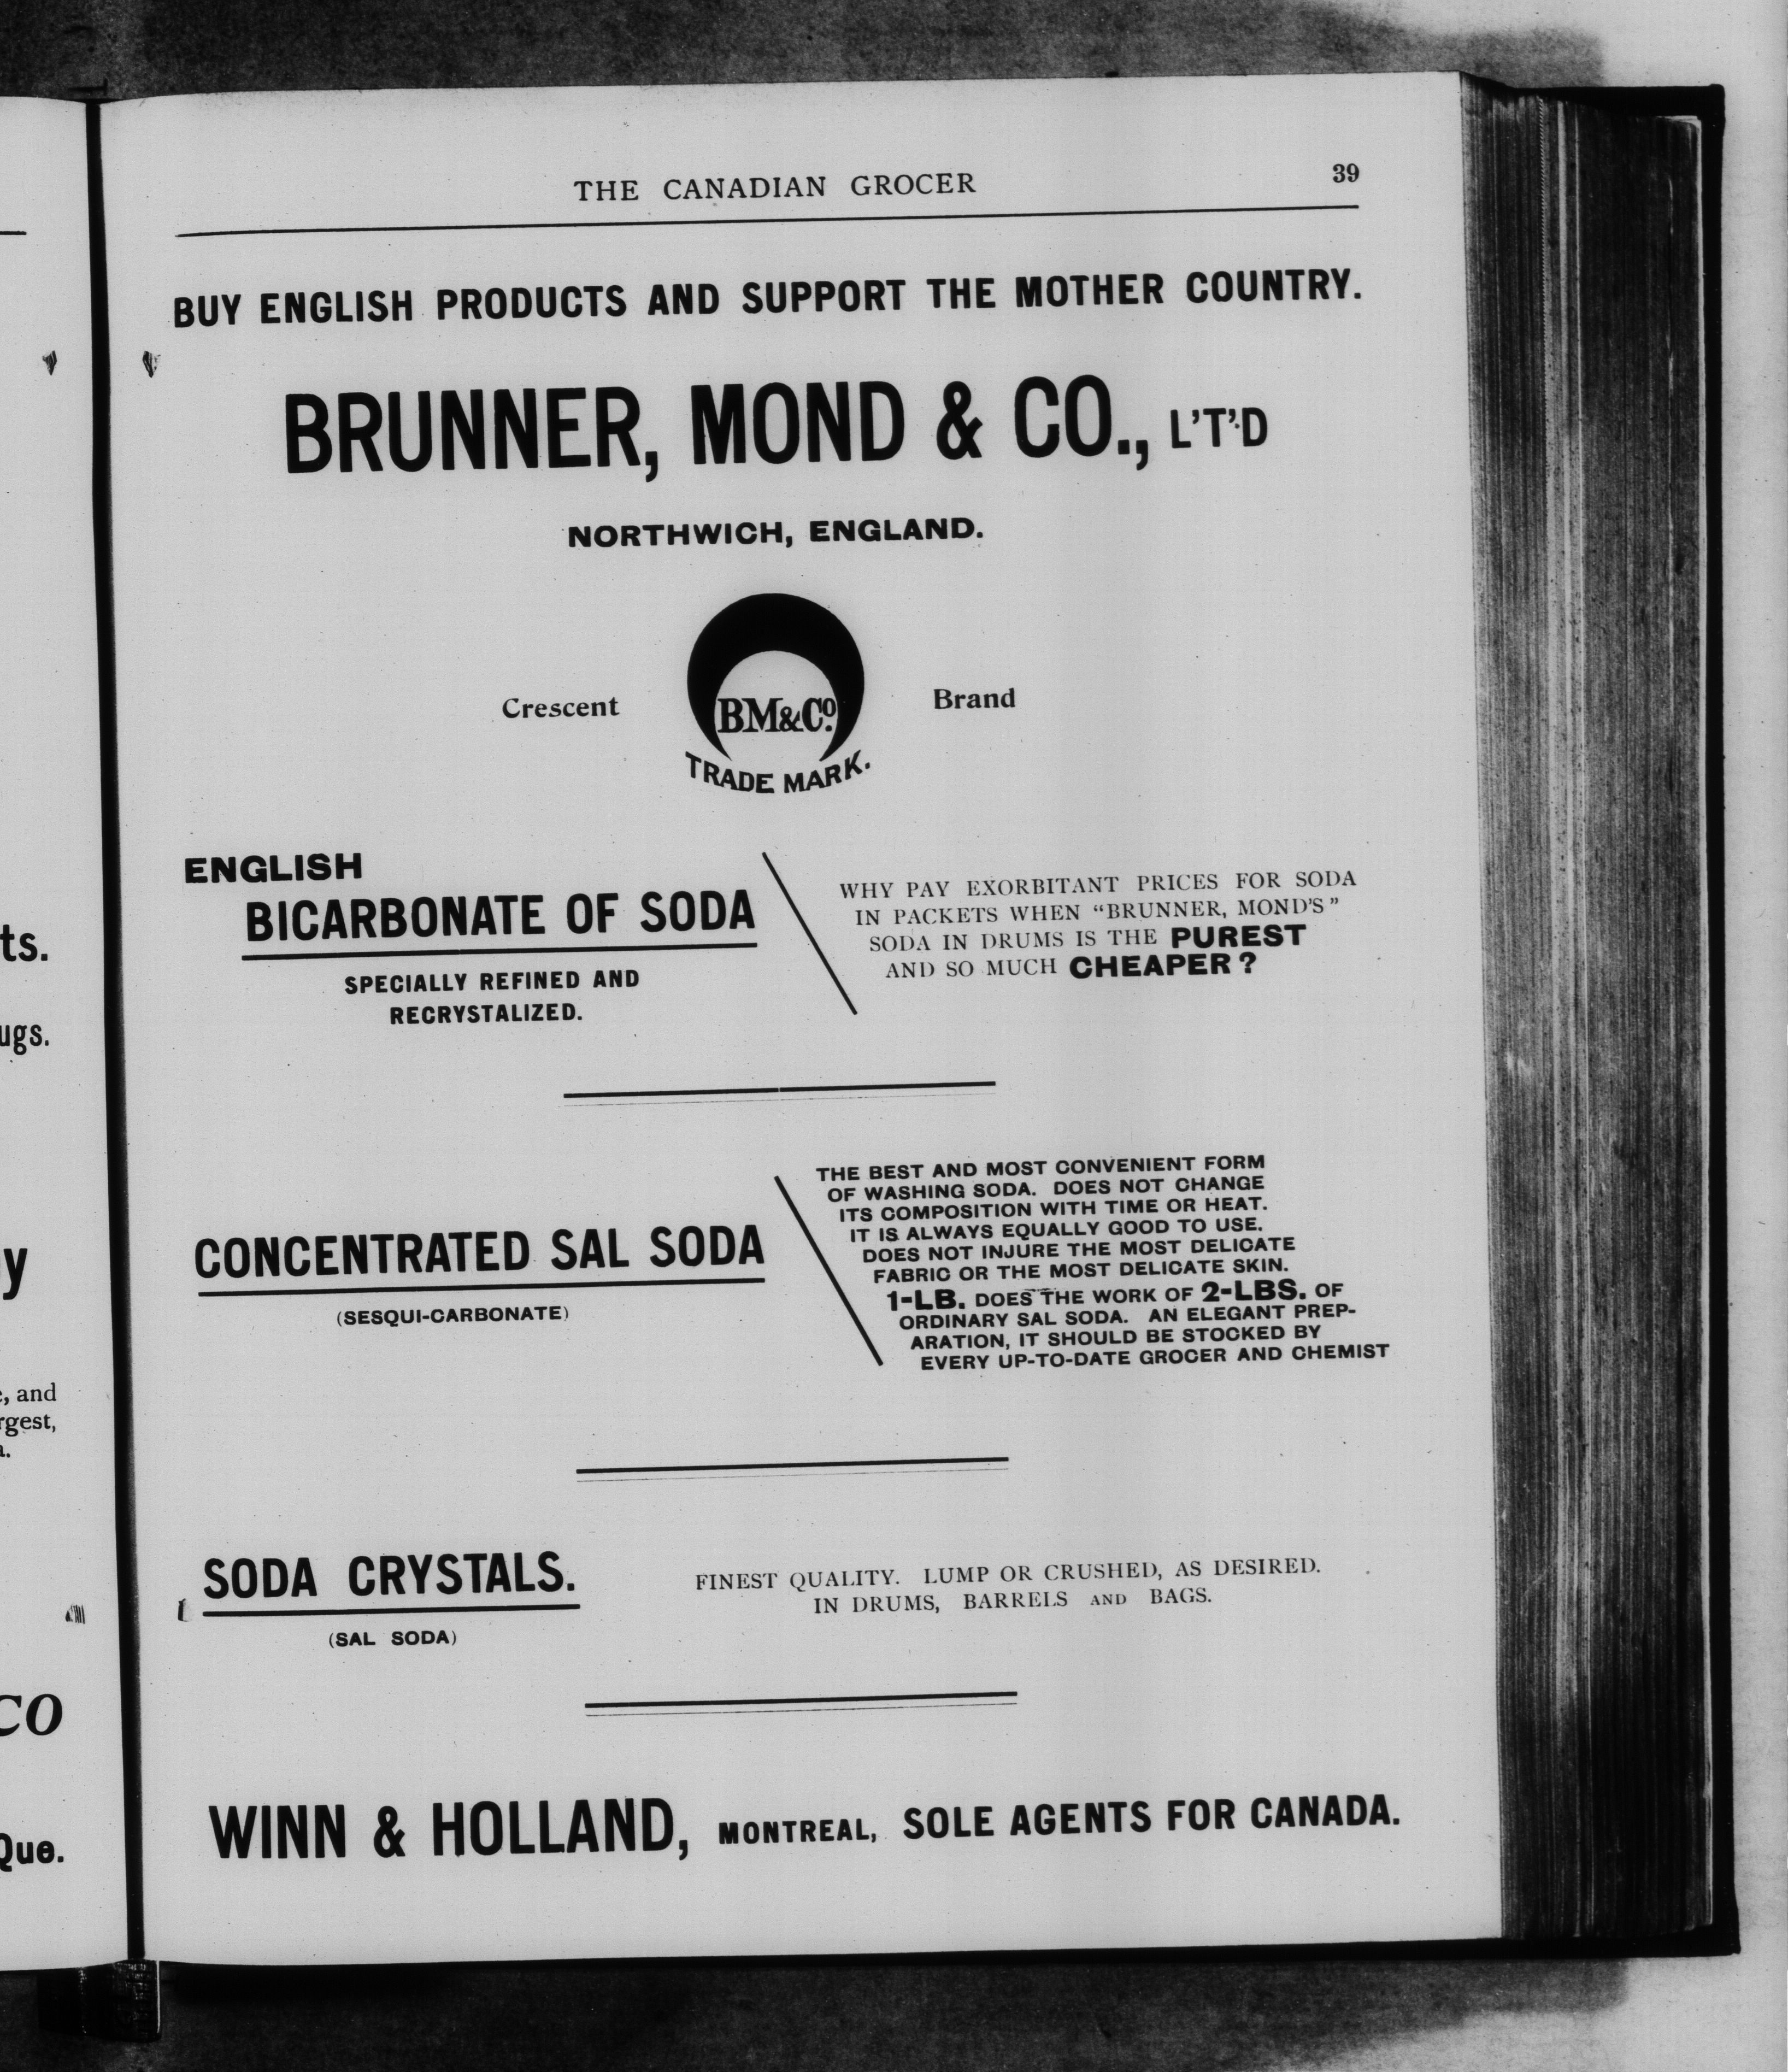 THE CANADIAN GROCER 39
BUY ENGLISH PRODUCTS AND SUPPORT THE MOTHER COUNTRY.
BRUNNER, MOND & CO., L'T'D
NORTHWICH, ENGLAND.
Crescent BM&Co. Brand
TRADE MARK.
ENGLISH
BICARBONATE OF SODA
SPECIALLY REFINED AND
RECRYSTALIZED.
WHY PAY EXORBITANT PRICES FOR SODA
IN PACKETS WHEN "BRUNNER, MOND'S"
SODA IN DRUMS IS THE PUREST
AND SO MUCH CHEAPER?
CONCENTRATED SAL SODA
(SESQUI-CARBONATE)
THE BEST AND MOST CONVENIENT FORM
OF WASHING SODA. DOES NOT CHANGE
ITS COMPOSITION WITH TIME OR HEAT.
IT IS ALWAYS EQUALLY GOOD TO USE.
DOES NOT INJURE THE MOST DELICATE
FABRIC OR THE MOST DELICATE SKIN.
1-LB. DOES THE WORK OF 2-LBS. OF
ORDINARY SAL SODA. AN ELEGANT PREP-
ARATION, IT SHOULD BE STOCKED BY
EVERY UP-TO-DATE GROCER AND CHEMIST
SODA CRYSTALS.
(SAL SODA)
FINEST QUALITY. LUMP OR CRUSHED, AS DESIRED.
IN DRUMS, BARRELS AND BAGS.
WINN & HOLLAND, MONTREAL, SOLE AGENTS FOR CANADA.
ts.
ugs.
y
, and
rgest,
CO
Que.